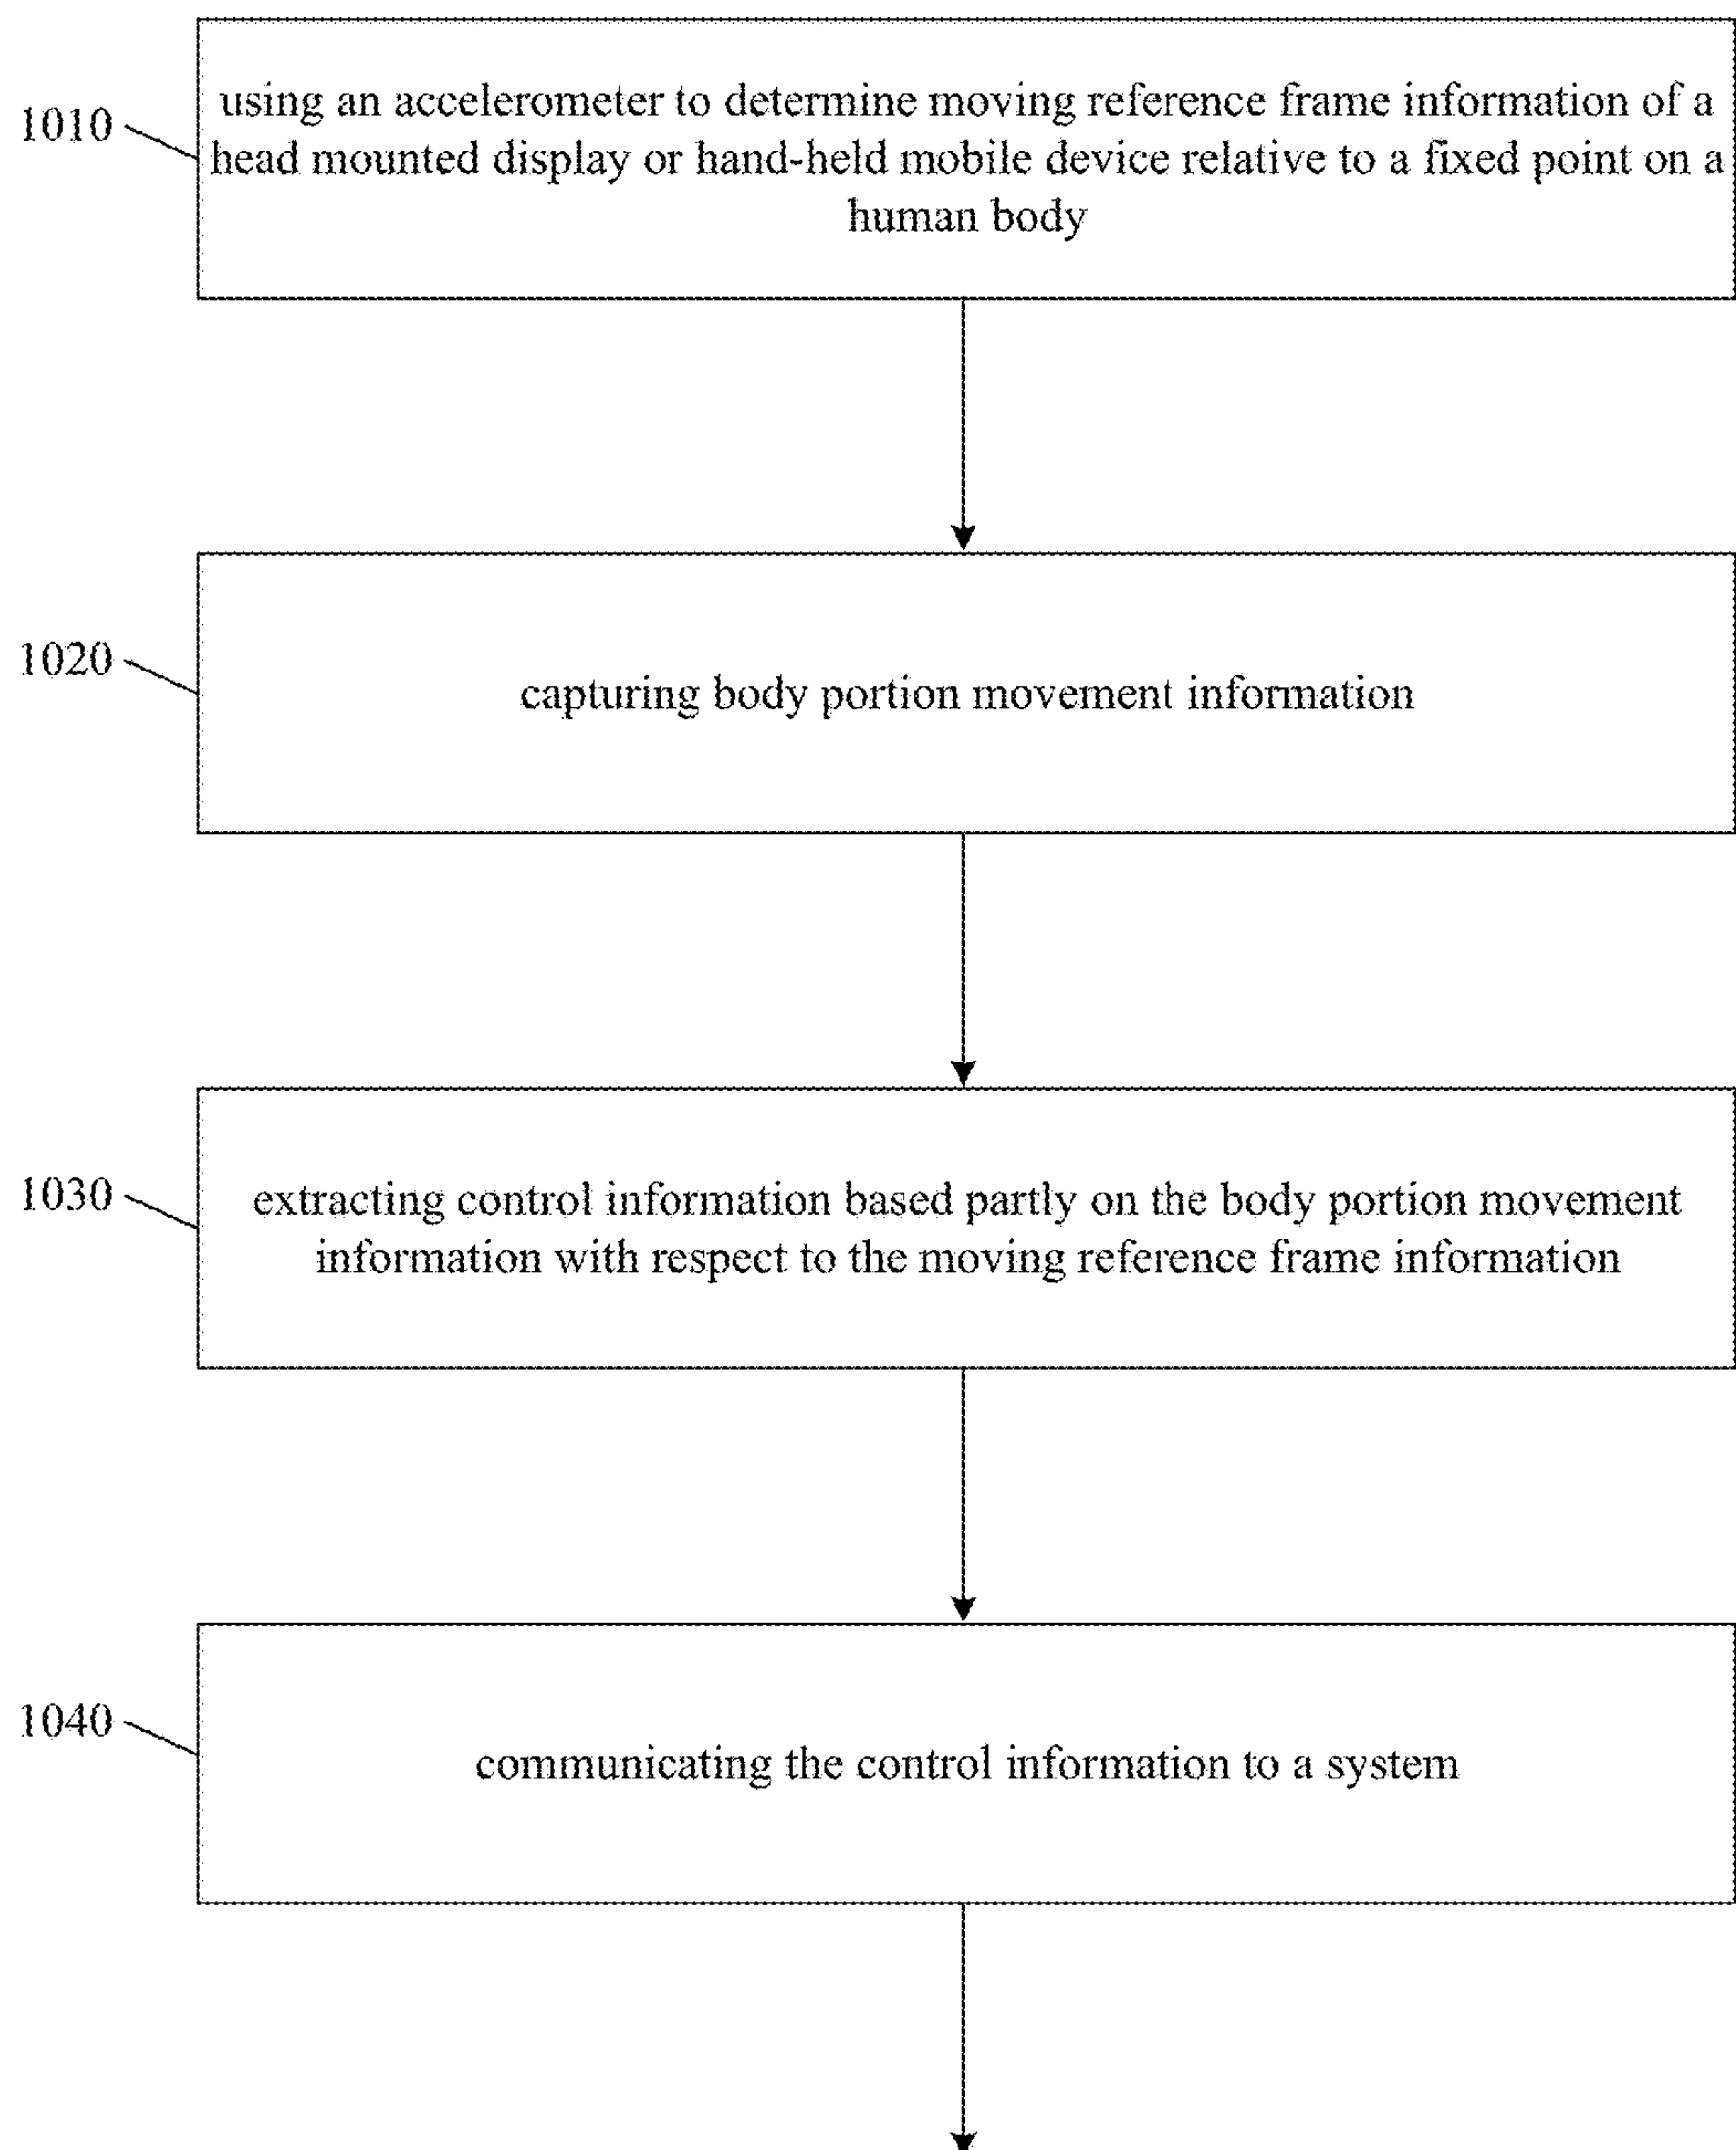 1010
using an accelerometer to determine moving reference frame information of a
head mounted display or hand-held mobile device relative to a fixed point on a
human body
1020
capturing body portion movement information
1030
extracting control information based partly on the body portion movement
information with respect to the moving reference frame information
1040
communicating the control information to a system